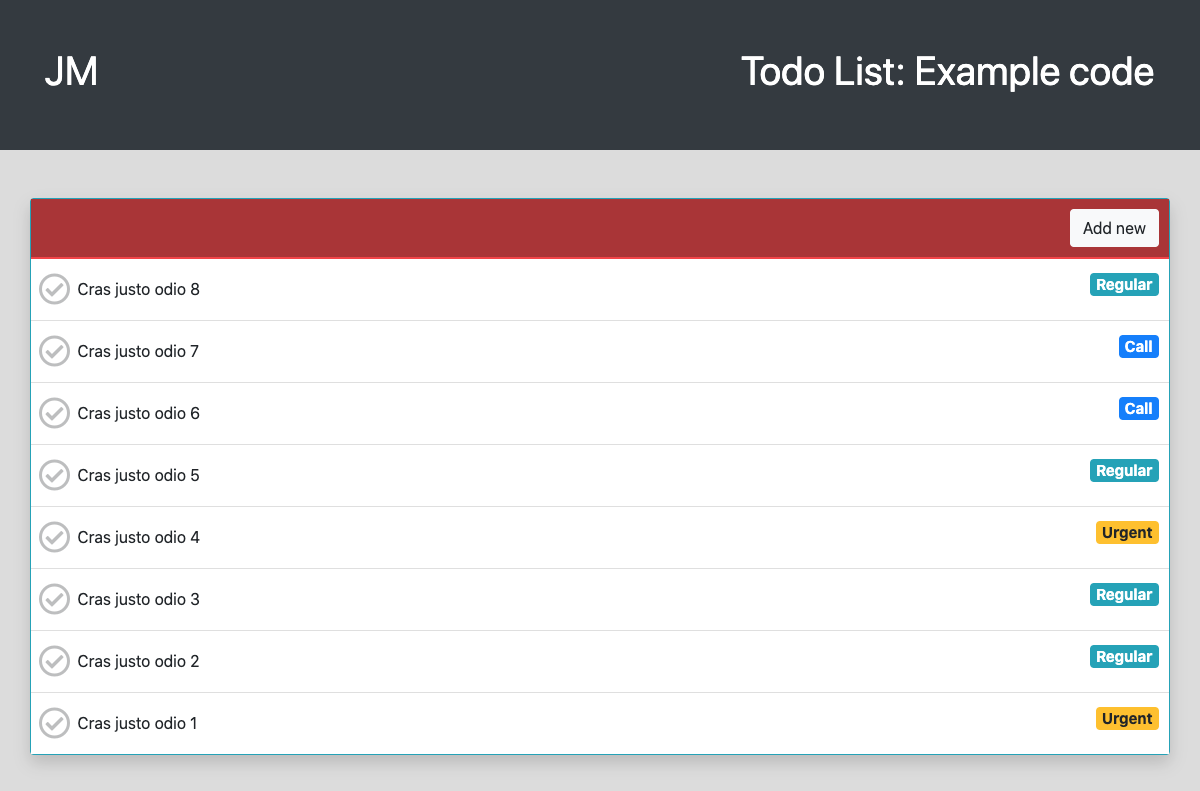 JM
Todo List: Example code
Add new
Cras justo odio 8
Regular
Cras justo odio 7
Call
Cras justo odio 6
Call
Cras justo odio 5
Regular
Cras justo odio 4
Urgent
Cras justo odio 3
Regular
Cras justo odio 2
Regular
Cras justo odio 1
Urgent